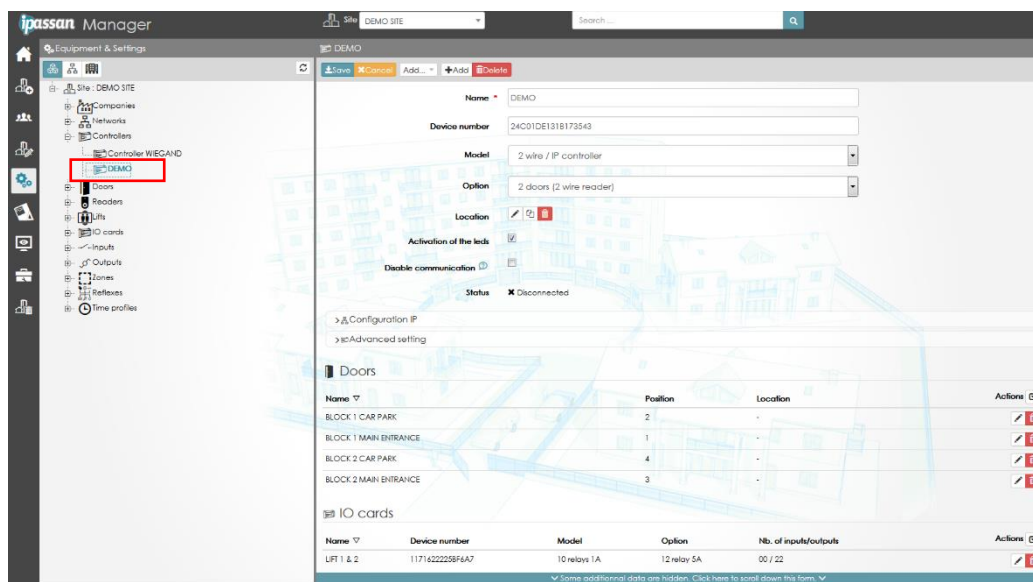 ipassan Manager
Site DEMO SITE
Search ...
Equipment & Settings
DEMO
Save Cancel Add... +Add Delete
Site : DEMO SITE
Companies
Networks
Controllers
Controller WIEGAND
DEMO
Doors
Readers
Lifts
IO cards
Inputs
Outputs
Zones
Reflexes
Time profiles
Name * DEMO
Device number 24C01DE1318173543
Model 2 wire / IP controller
Option 2 doors (2 wire reader)
Location
Activation of the leds
Disable communication
Status Disconnected
Configuration IP
Advanced setting
Doors
Name Position Location Actions
BLOCK 1 CAR PARK 2 -
BLOCK 1 MAIN ENTRANCE 1 -
BLOCK 2 CAR PARK 4 -
BLOCK 2 MAIN ENTRANCE 3 -
IO cards
Name Device number Model Option Nb. of inputs/outputs Actions
LIFT 1 & 2 1171622225BF6A7 10 relays 1A 12 relay 5A 00 / 22
Some additionnal data are hidden. Click here to scroll down this form.